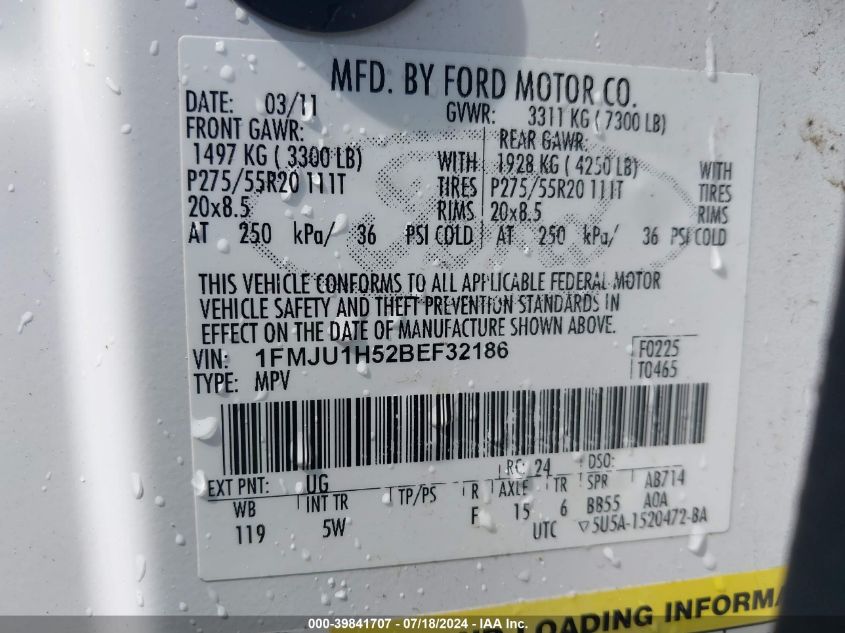 MFD. BY FORD MOTOR CO.
DATE: 03/11 GVWR: 3311 KG ( 7300 LB)
FRONT GAWR: REAR GAWR:
1497 KG ( 3300 LB) WITH 1928 KG ( 4250 LB) WITH
P275/55R20 111T TIRES P275/55R20 111T TIRES
20x8.5 RIMS 20x8.5 RIMS
AT 250 kPa/ 36 PSI COLD AT 250 kPa/ 36 PSI COLD
THIS VEHICLE CONFORMS TO ALL APPLICABLE FEDERAL MOTOR
VEHICLE SAFETY AND THEFT PREVENTION STANDARDS IN
EFFECT ON THE DATE OF MANUFACTURE SHOWN ABOVE.
VIN: 1FMJU1H52BEF32186 F0225
TYPE: MPV T0465
EXT PNT: UG RC: 24 DSO:
WB INT TR TP/PS R AXLE TR SPR AB714
119 5W F 15 6 BB55 A0A
UTC ▽5U5A-1520472-BA
LOADING INFORMA
000-39841707 - 07/18/2024 - IAA Inc.